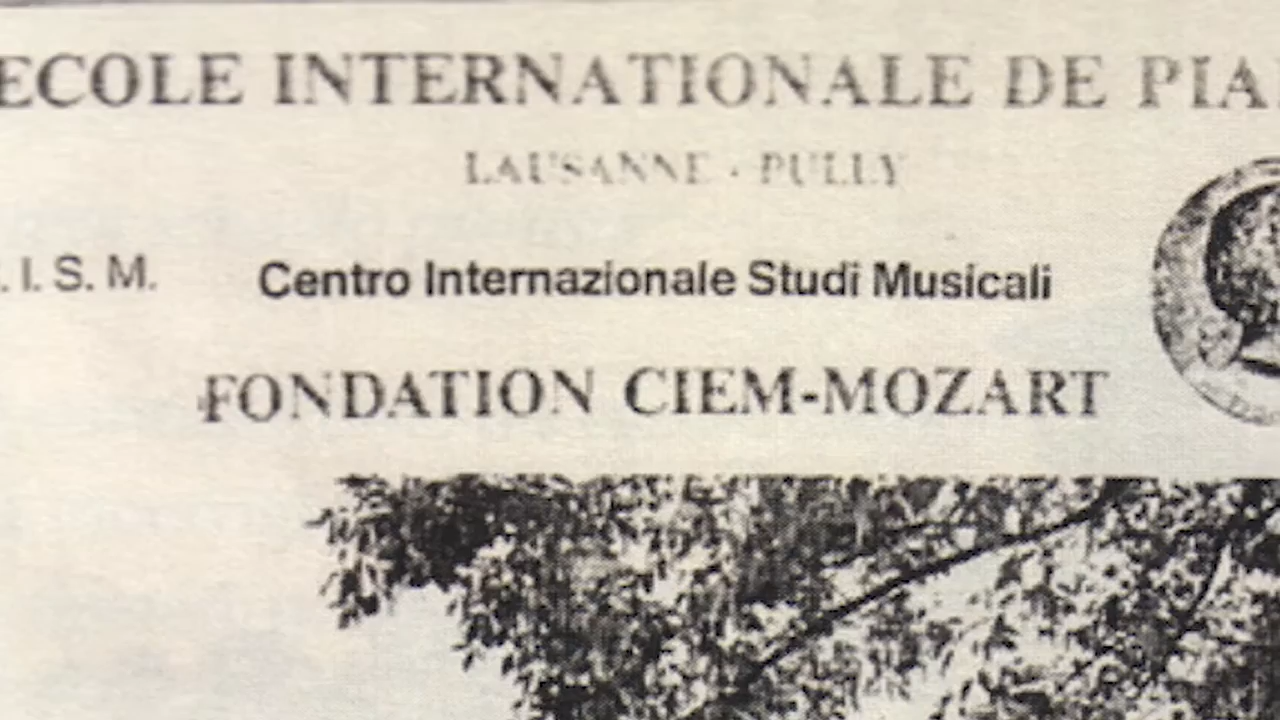 ECOLE INTERNATIONALE DE PIA
LAUSANNE - PULLY
. I. S. M. Centro Internazionale Studi Musicali
FONDATION CIEM-MOZART